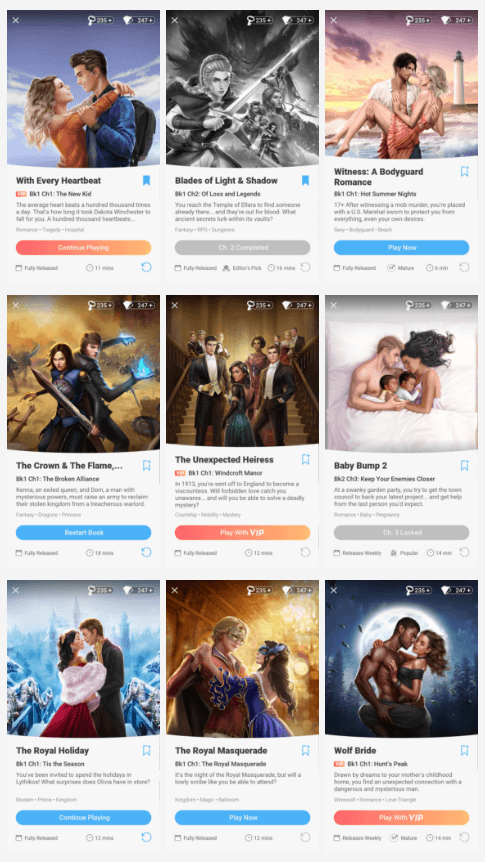 235 +
247 +
With Every Heartbeat
VIP Bk1 Ch1: The New Kid
The average heart beats a hundred thousand times
a day. That's how long it took Dakota Winchester to
fall for you. A hundred thousand heartbeats...
Romance • Tragedy • Hospital
Continue Playing
Fully Released
11 mins
235 +
247 +
Blades of Light & Shadow
Bk1 Ch2: Of Loss and Legends
You reach the Temple of Ellara to find someone
already there... and they're out for blood. What
ancient secrets lurk within its vaults?
Fantasy • RPG • Dungeons
Ch. 2 Completed
Fully Released
Editor's Pick
16 mins
235 +
247 +
Witness: A Bodyguard
Romance
Bk1 Ch1: Hot Summer Nights
17+ After witnessing a mob murder, you're placed
with a U.S. Marshal sworn to protect you from
everything, even your own desires.
Sexy • Bodyguard • Beach
Play Now
Fully Released
Mature
6 min
235 +
247 +
The Crown & The Flame,...
Bk1 Ch1: The Broken Alliance
Kenna, an exiled queen, and Dom, a man with
mysterious powers, must raise an army to reclaim
their stolen kingdom from a treacherous warlord.
Fantasy • Dragons • Princess
Restart Book
Fully Released
18 mins
235 +
247 +
The Unexpected Heiress
VIP Bk1 Ch1: Windcroft Manor
In 1913, you're sent off to England to become a
viscountess. Will forbidden love catch you
unawares... and will you be able to solve a deadly
mystery?
Courtship • Nobility • Mystery
Play With VIP
Fully Released
12 mins
235 +
247 +
Baby Bump 2
Bk2 Ch3: Keep Your Enemies Closer
At a swanky garden party, you try to get the town
council to back your latest project... and get help
from the last person you'd expect.
Romance • Baby • Pregnancy
Ch. 3 Locked
Releases Weekly
Popular
14 min
235 +
247 +
The Royal Holiday
Bk1 Ch1: Tis the Season
You've been invited to spend the holidays in
Lythikos! What surprises does Olivia have in store?
Modern • Prince • Kingdom
Continue Playing
Fully Released
12 mins
235 +
247 +
The Royal Masquerade
Bk1 Ch1: The Royal Masquerade
It's the night of the Royal Masquerade, but will a
lowly scribe like you be able to attend?
Kingdom • Magic • Ballroom
Play Now
Fully Released
12 mins
235 +
247 +
Wolf Bride
VIP Bk1 Ch1: Hunt's Peak
Drawn by dreams to your mother's childhood
home, you find an unexpected connection with a
dangerous and mysterious man.
Werewolf • Romance • Love Triangle
Play With VIP
Releases Weekly
Mature
14 min